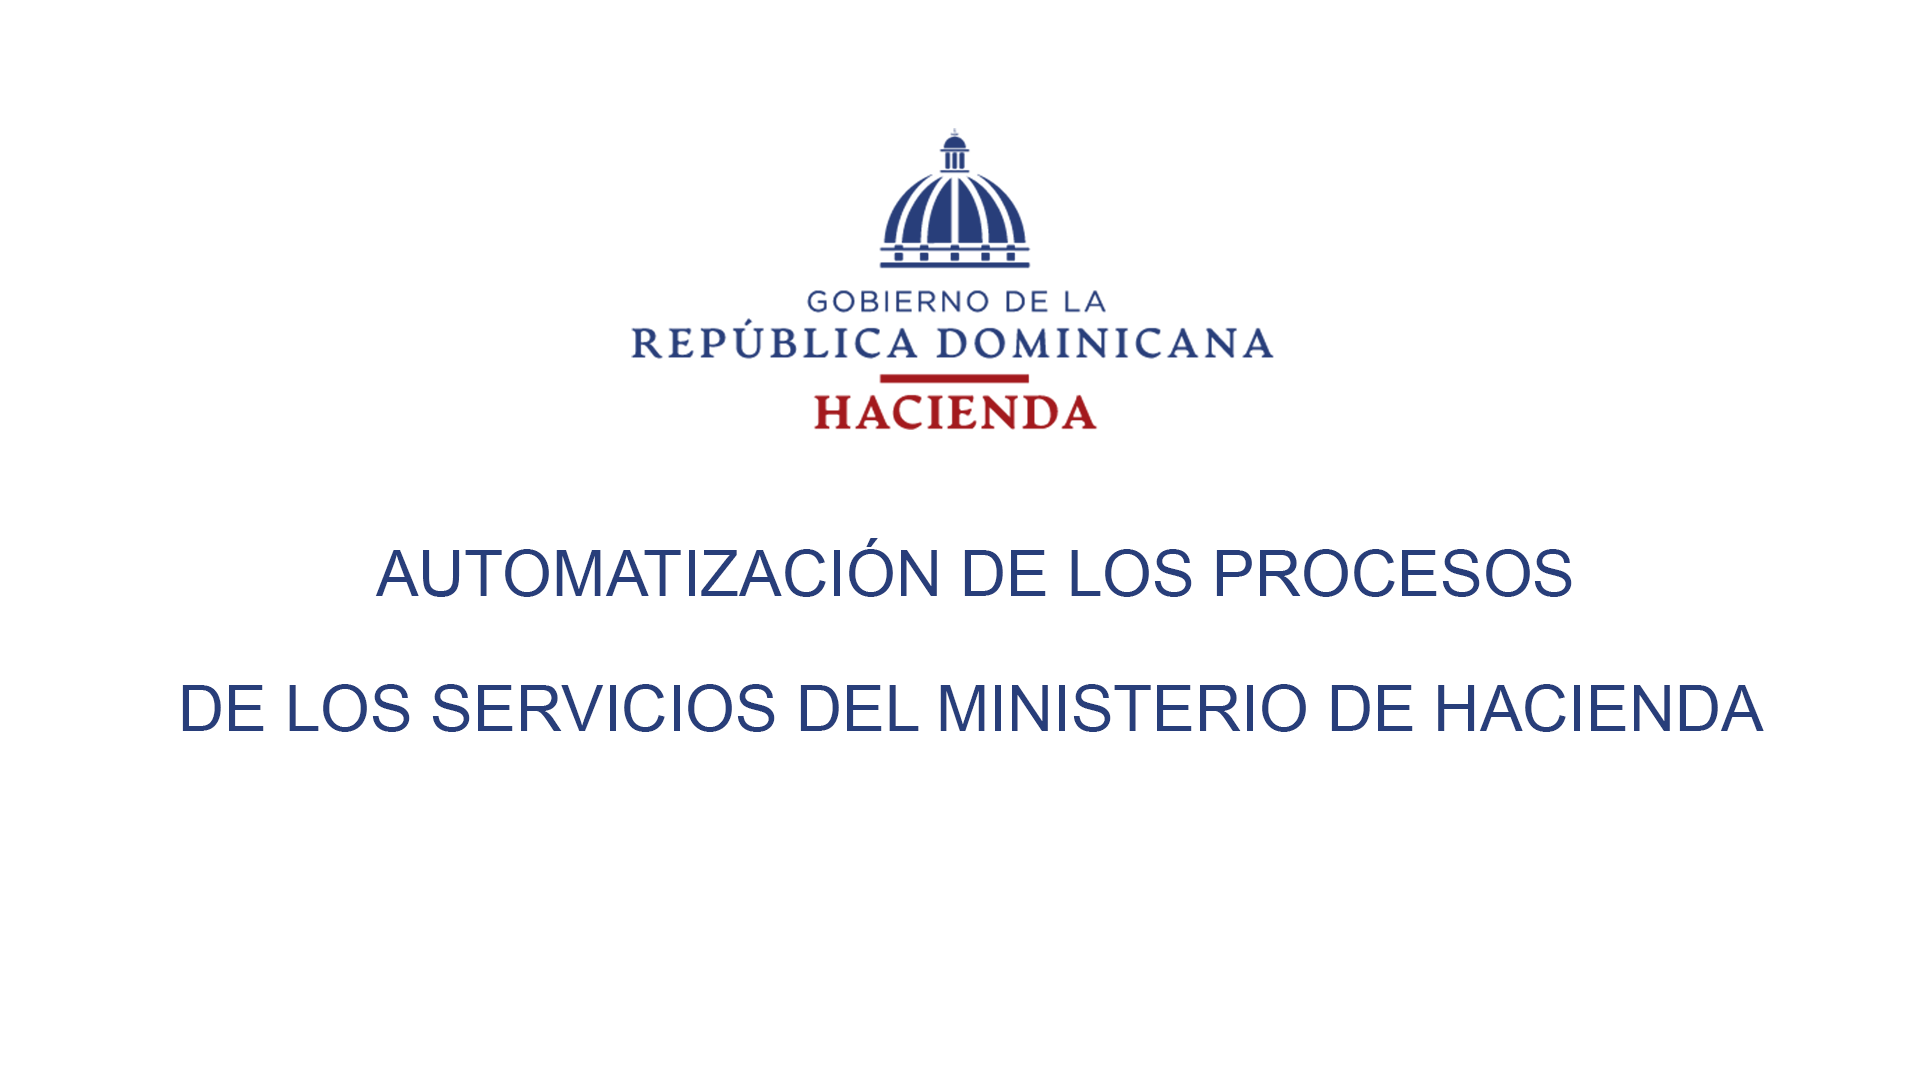 GOBIERNO DE LA
REPÚBLICA DOMINICANA
HACIENDA
AUTOMATIZACIÓN DE LOS PROCESOS
DE LOS SERVICIOS DEL MINISTERIO DE HACIENDA